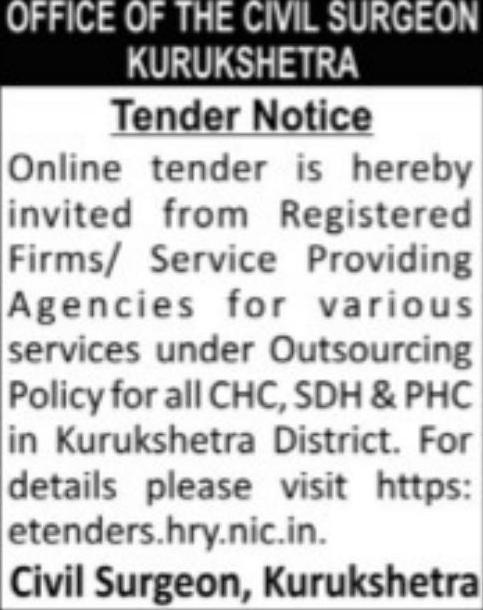 OFFICE OF THE CIVIL SURGEON
KURUKSHETRA
Tender Notice
Online tender is hereby
invited from Registered
Firms/ Service Providing
Agencies for various
services under Outsourcing
Policy for all CHC, SDH & PHC
in Kurukshetra District. For
details please visit https:
etenders.hry.nic.in.
Civil Surgeon, Kurukshetra